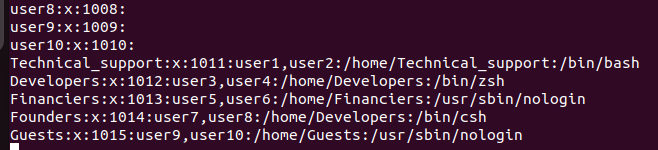 user8:x:1008:
user9:x:1009:
user10:x:1010:
Technical_support:x:1011:user1,user2:/home/Technical_support:/bin/bash
Developers:x:1012:user3,user4:/home/Developers:/bin/zsh
Financiers:x:1013:user5,user6:/home/Financiers:/usr/sbin/nologin
Founders:x:1014:user7,user8:/home/Developers:/bin/csh
Guests:x:1015:user9,user10:/home/Guests:/usr/sbin/nologin